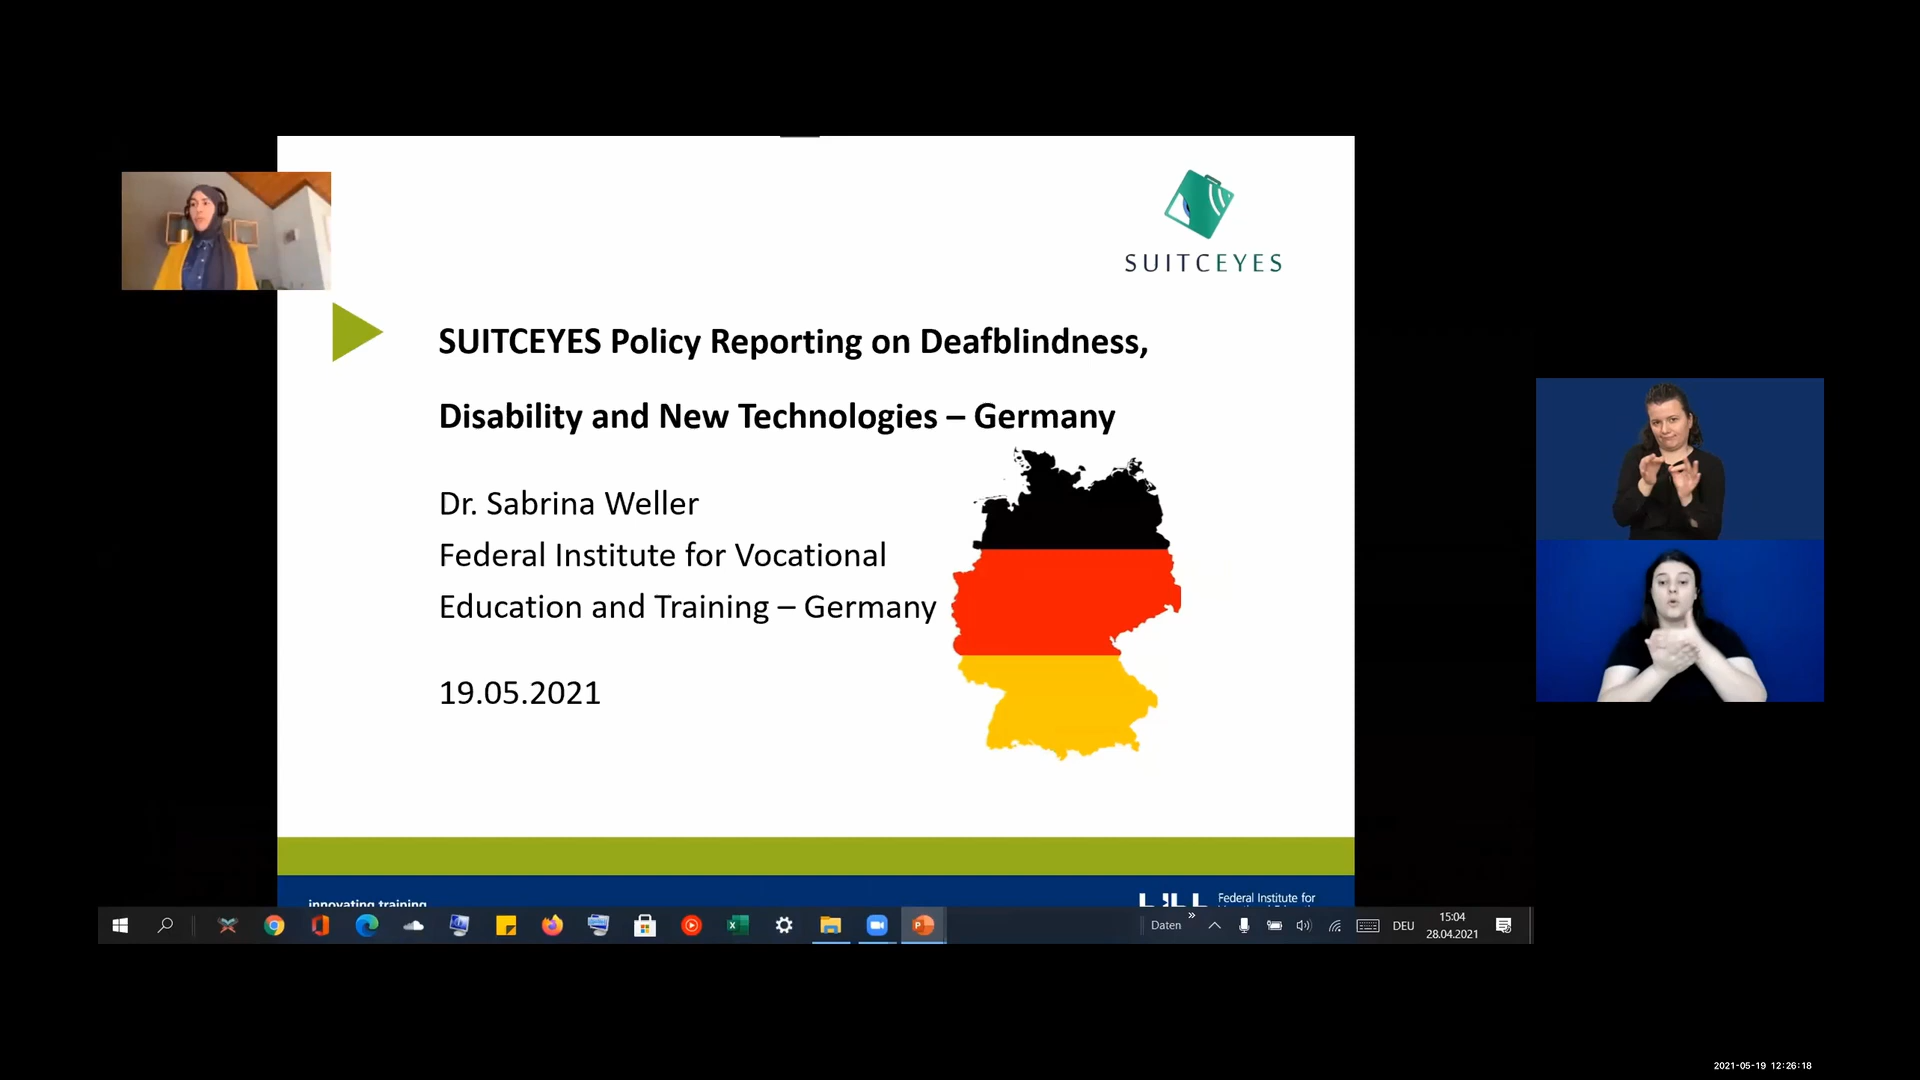 SUITCEYES
SUITCEYES Policy Reporting on Deafblindness,
Disability and New Technologies – Germany
Dr. Sabrina Weller
Federal Institute for Vocational
Education and Training – Germany
19.05.2021
innovating training
Federal Institute for
Daten
DEU
15:04
28.04.2021
2021-05-19 12:26:18